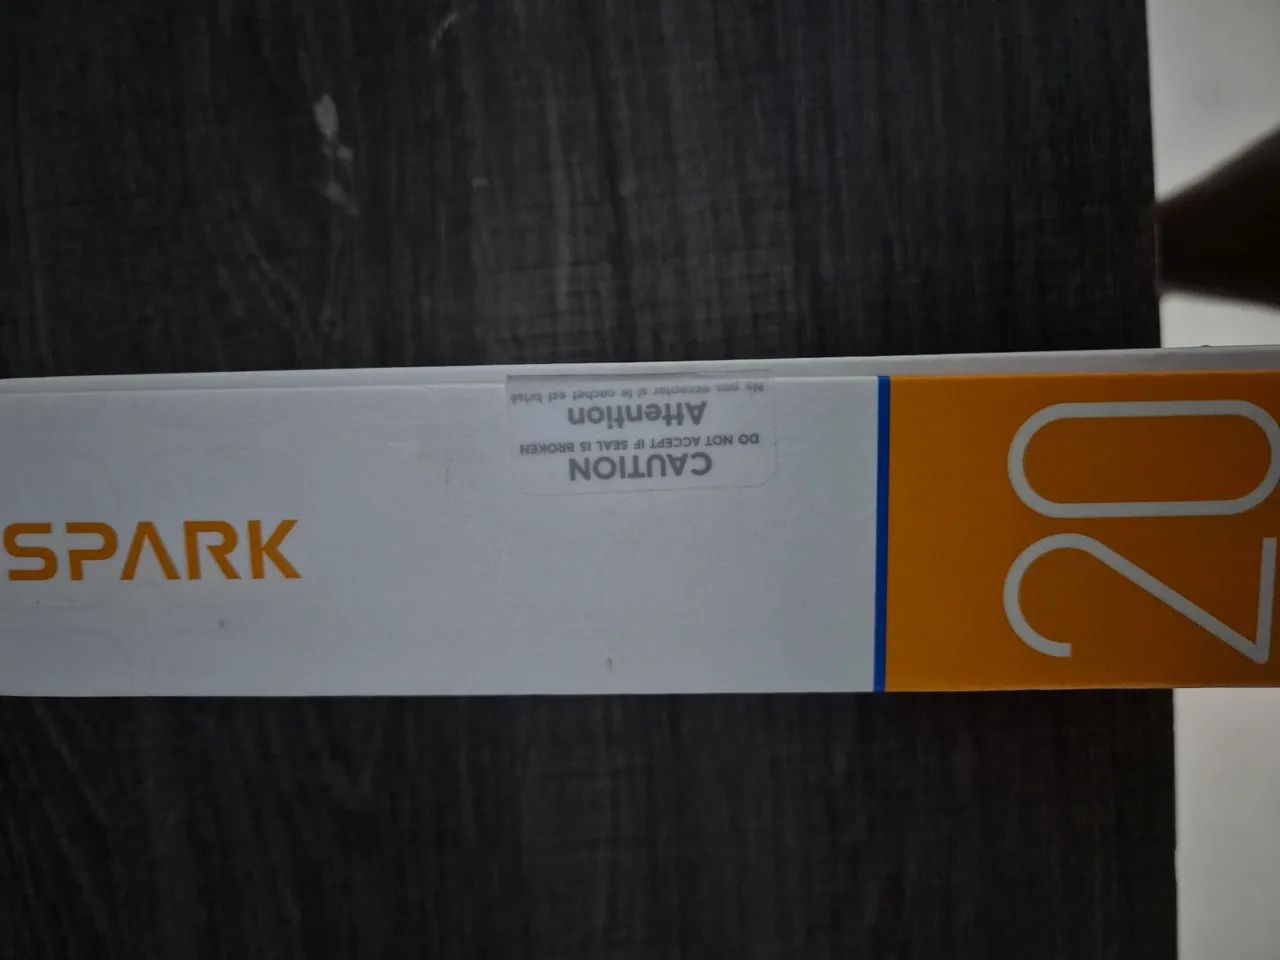 SPARK
CAUTION
DO NOT ACCEPT IF SEAL IS BROKEN
Attention
Ne pas accepter si le cachet est brisé
20